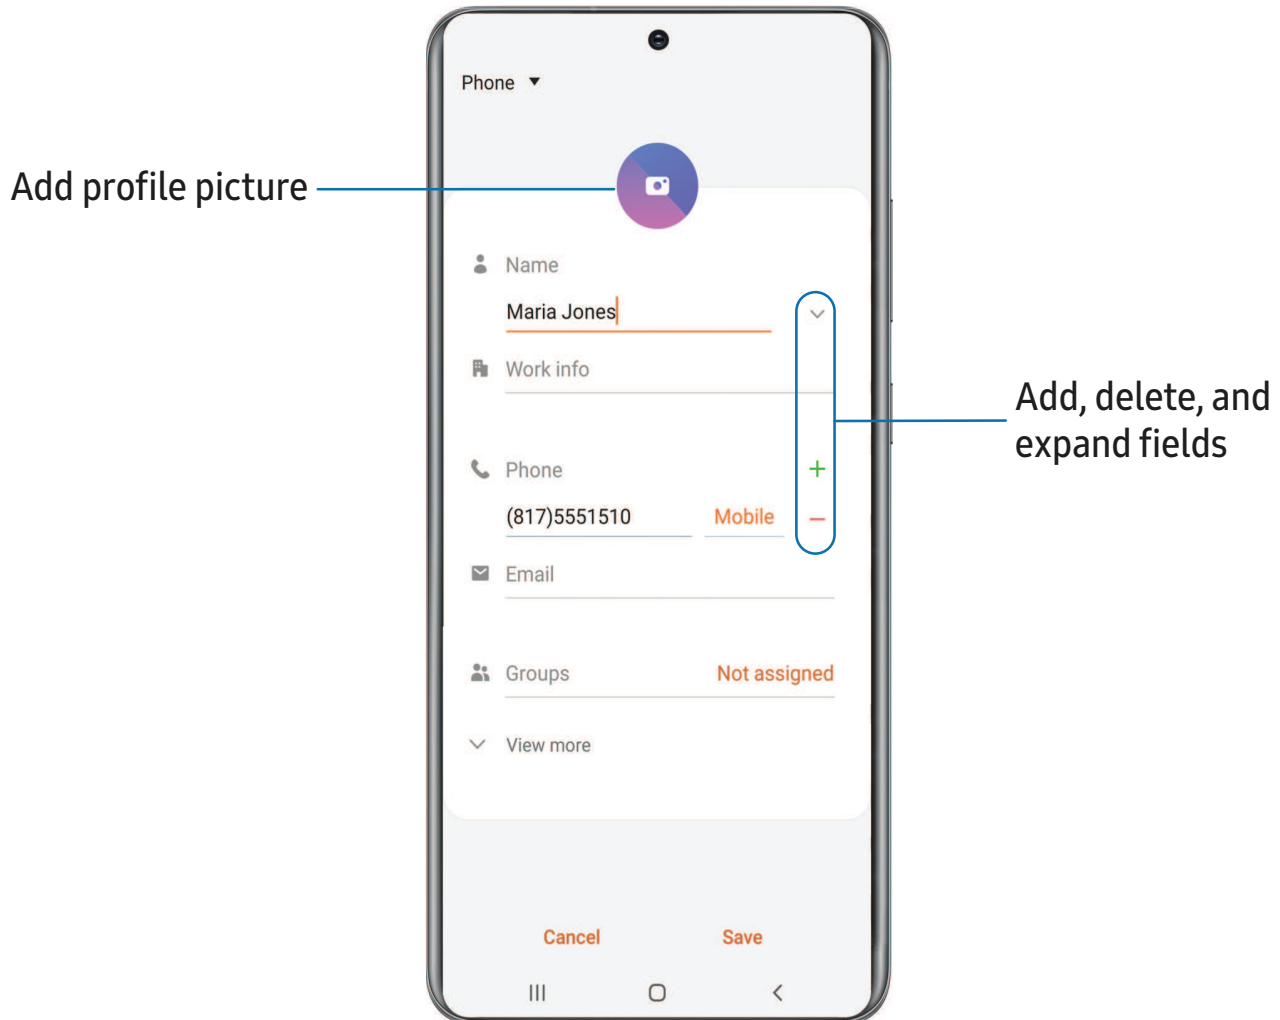 Phone
Add profile picture
Name
Maria Jones
Work info
Add, delete, and
expand fields
Phone
(817)5551510 Mobile
Email
Groups Not assigned
View more
Cancel Save